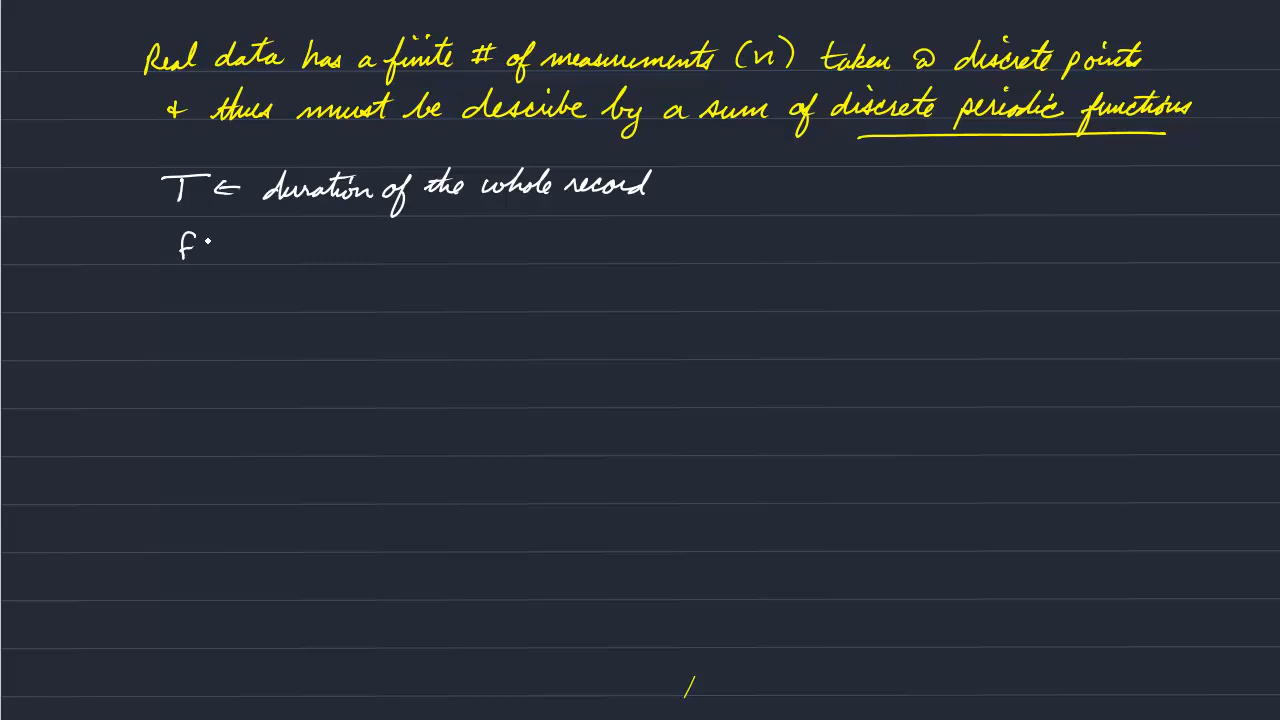 Real data has a finite # of measurements (n) taken @ discrete points
+ thus must be describe by a sum of discrete periodic functions
T ← duration of the whole record
f